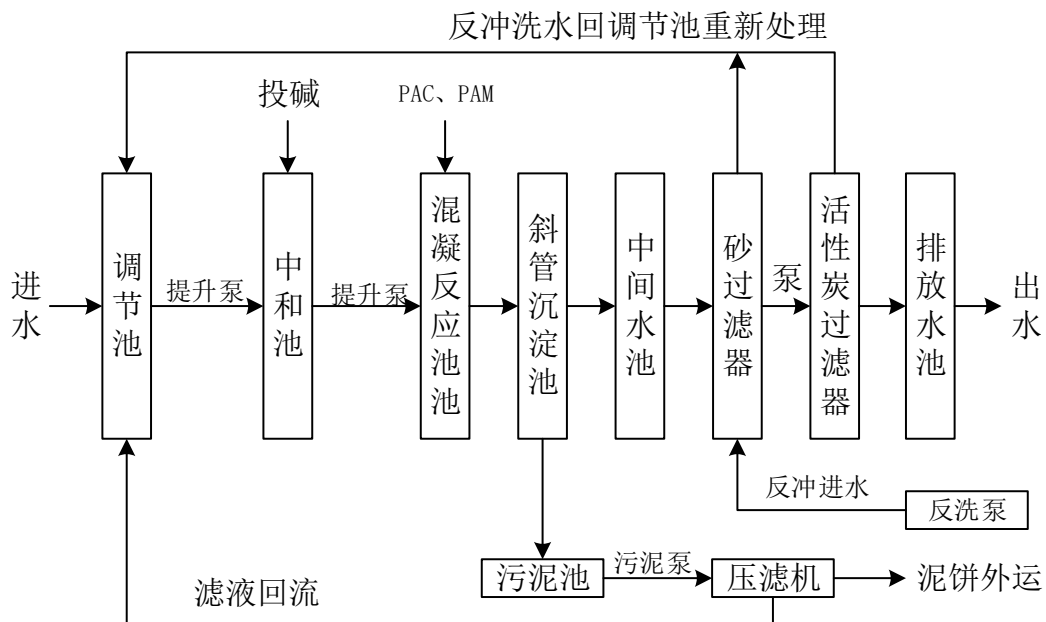 反冲洗水回调节池重新处理
投碱
PAC、PAM
进水
调节池
提升泵
中和池
提升泵
混凝反应池池
斜管沉淀池
中间水池
砂过滤器
泵
活性炭过滤器
排放水池
出水
反冲进水
反洗泵
污泥池
污泥泵
压滤机
泥饼外运
滤液回流